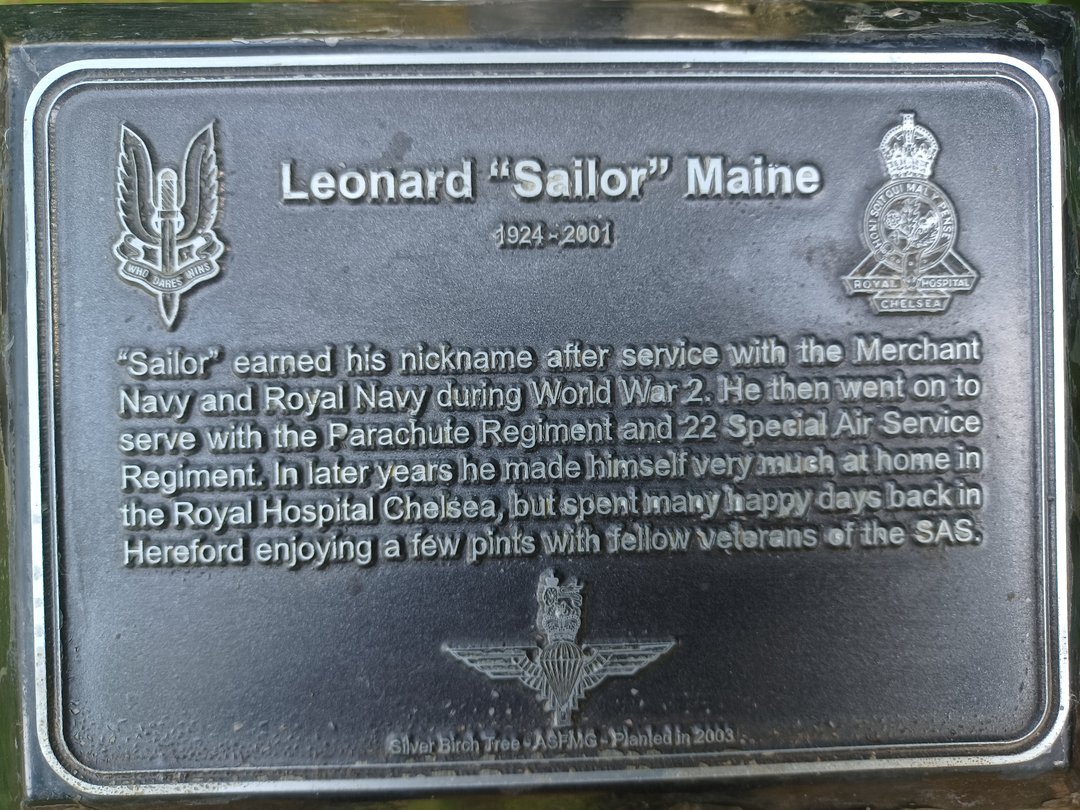 Leonard “Sailor” Maine
1924 - 2001
WHO DARES WINS
HONI SOIT QUI MAL Y PENSE
ROYAL HOSPITAL
CHELSEA
“Sailor” earned his nickname after service with the Merchant
Navy and Royal Navy during World War 2. He then went on to
serve with the Parachute Regiment and 22 Special Air Service
Regiment. In later years he made himself very much at home in
the Royal Hospital Chelsea, but spent many happy days back in
Hereford enjoying a few pints with fellow veterans of the SAS.
Silver Birch Tree - ASFMG - Planted in 2003